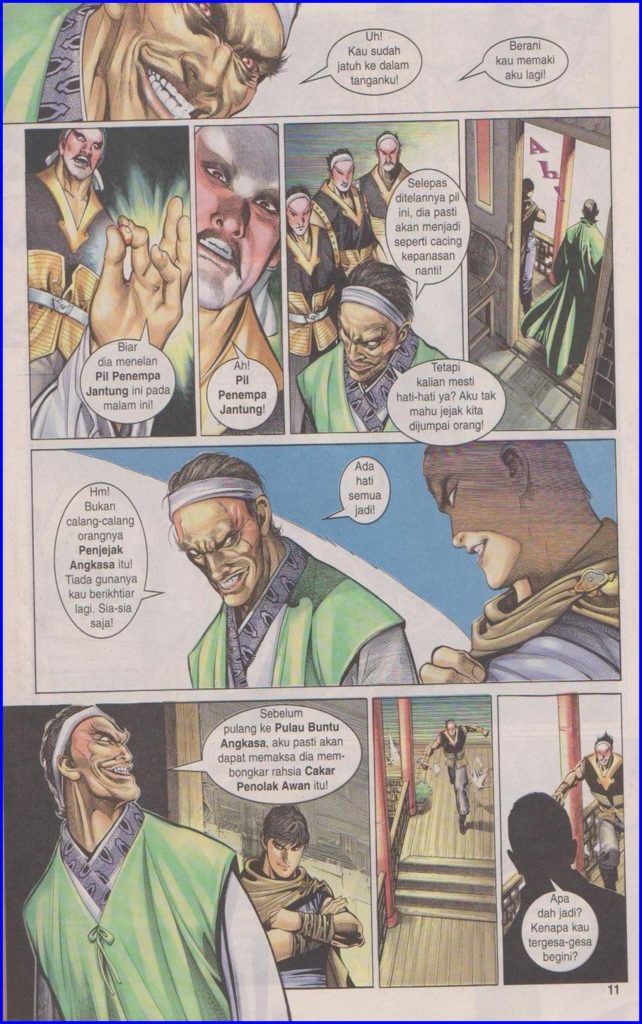 Uh!
Kau sudah
jatuh ke dalam
tanganku!
Berani
kau memaki
aku lagi!
Biar
dia menelan
Pil Penempa
Jantung ini pada
malam ini!
Ah!
Pil
Penempa
Jantung!
Selepas
ditelannya pil
ini, dia pasti
akan menjadi
seperti cacing
kepanasan
nanti!
Tetapi
kalian mesti
hati-hati ya? Aku tak
mahu jejak kita
dijumpai orang!
Ah!
Hm!
Bukan
calang-calang
orangnya
Penjejak
Angkasa itu!
Tiada gunanya
kau berikhtiar
lagi. Sia-sia
saja!
Ada
hati
semua
jadi!
Sebelum
pulang ke Pulau Buntu
Angkasa, aku pasti akan
dapat memaksa dia mem-
bongkar rahsia Cakar
Penolak Awan itu!
Apa
dah jadi?
Kenapa kau
tergesa-gesa
begini?
11